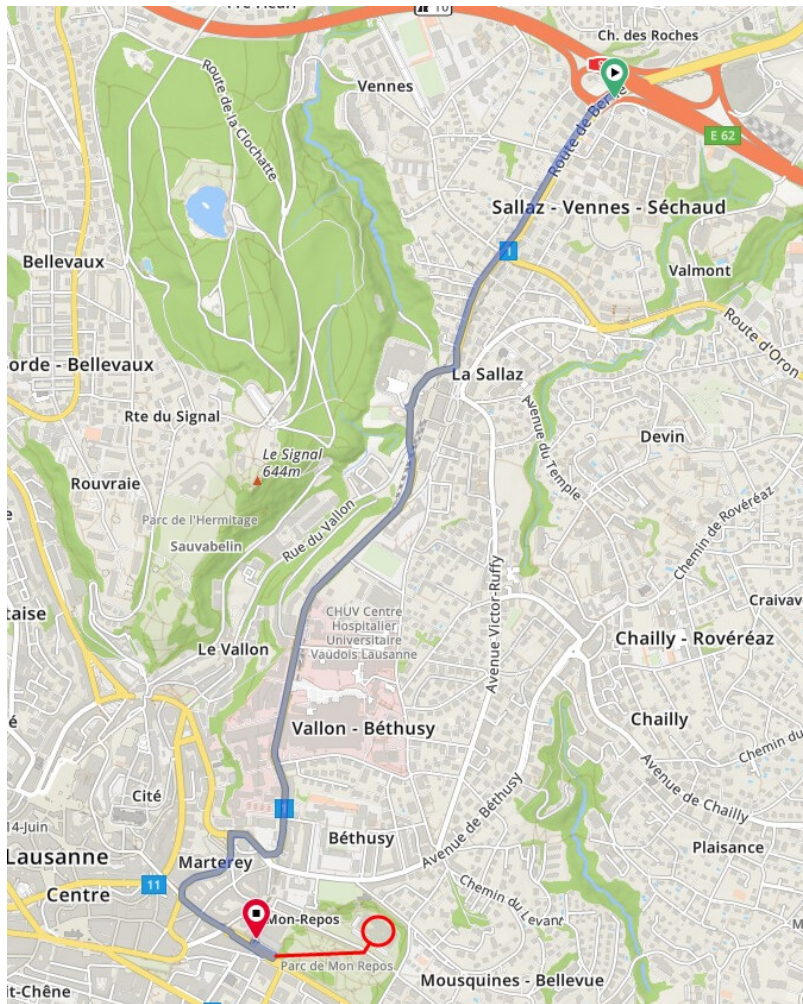 10
Ch. des Roches
Vennes
Route de la Clochatte
Route de Berne
E 62
Sallaz - Vennes - Séchaud
Bellevaux
1
Valmont
Route d'Oron
orde - Bellevaux
La Sallaz
Rte du Signal
Avenue du Temple
Devin
Le Signal
644m
Rouvraie
Parc de l'Hermitage
Rue du Vallon
Chemin de Rovéréaz
Sauvabelin
Avenue Victor-Ruffy
CHUV Centre
Hospitalier
Universitaire
Vaudois Lausanne
Craivav
taise
Le Vallon
Chailly - Rovéréaz
é
Vallon - Béthusy
Chailly
Chemin du
Cité
Avenue de Béthusy
Avenue de Chailly
1
14-Juin
Béthusy
Plaisance
Lausanne
Marterey
Centre
11
Chemin du Levant
Mon-Repos
Parc de Mon Repos
Mousquines - Bellevue
it-Chêne